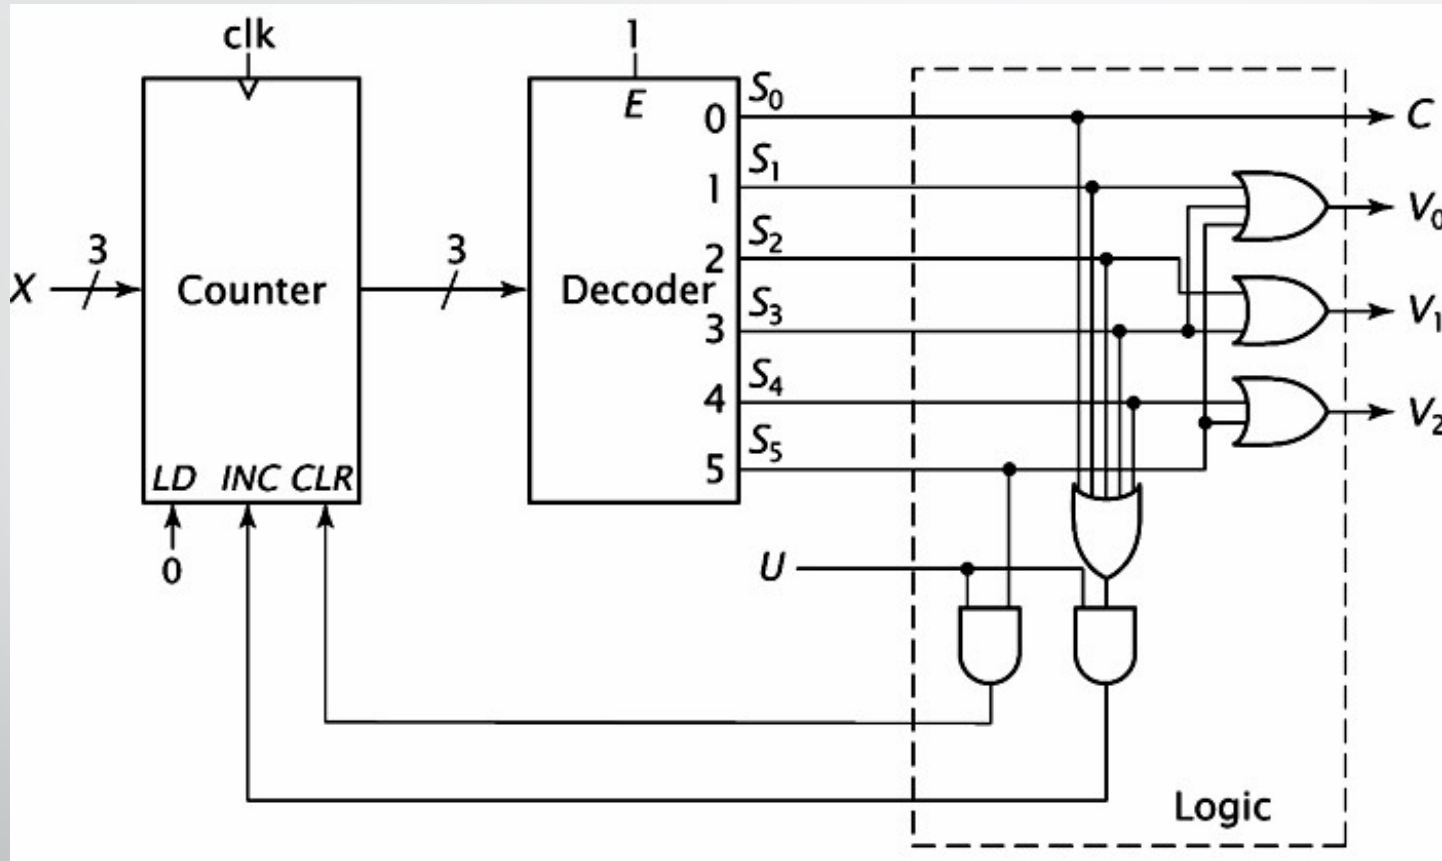 clk
1
E
S₀
0
C
S₁
1
V₀
S₂
2
X
3
Counter
3
Decoder
S₃
3
V₁
S₄
4
V₂
S₅
5
LD INC CLR
0
U
Logic